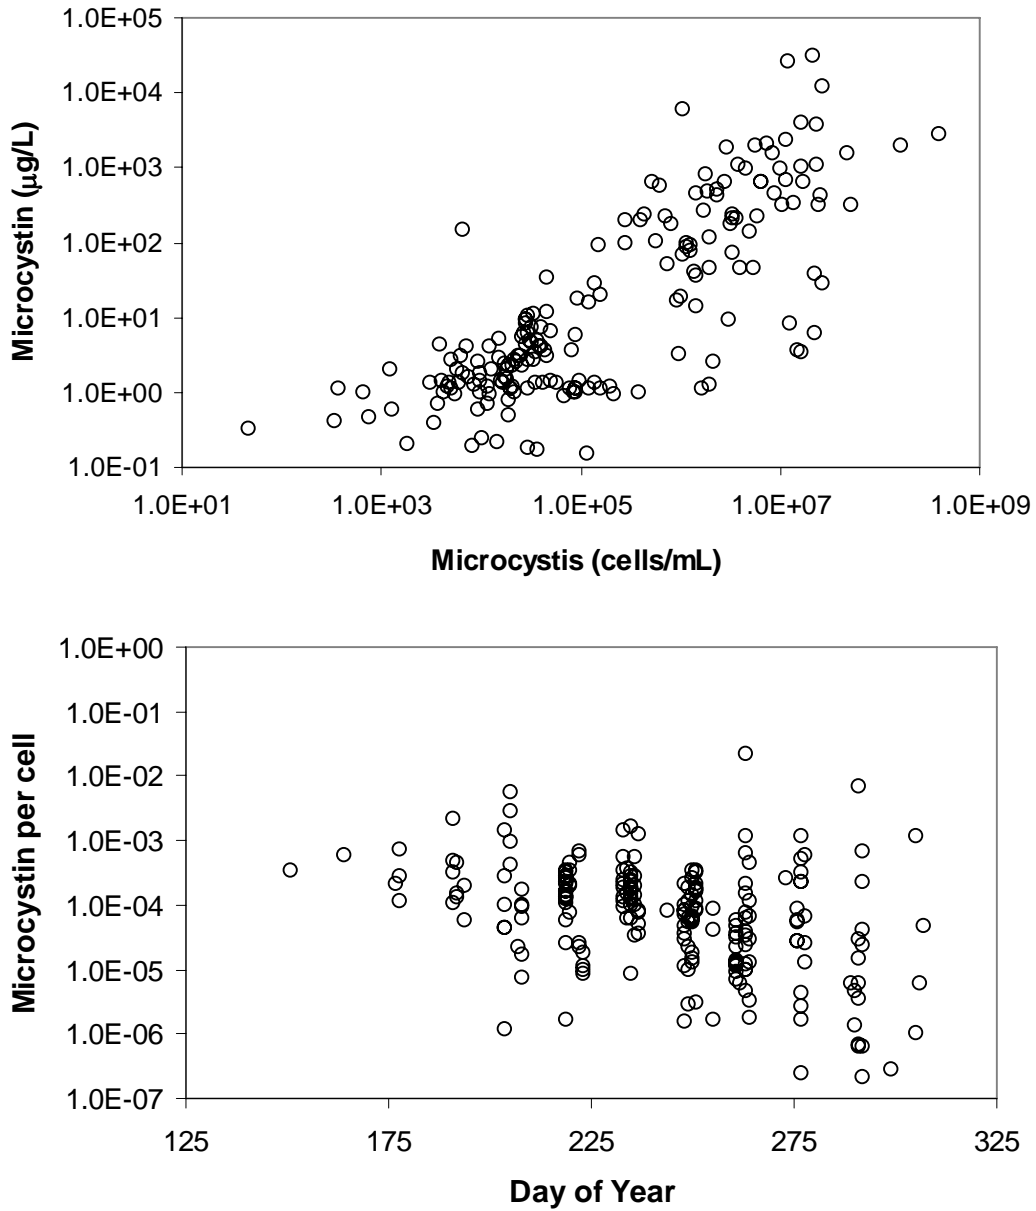 1.0E+05
1.0E+04
1.0E+03
1.0E+02
1.0E+01
1.0E+00
1.0E-01
Microcystin (μg/L)
1.0E+01 1.0E+03 1.0E+05 1.0E+07 1.0E+09
Microcystis (cells/mL)
1.0E+00
1.0E-01
1.0E-02
1.0E-03
1.0E-04
1.0E-05
1.0E-06
1.0E-07
Microcystin per cell
125 175 225 275 325
Day of Year